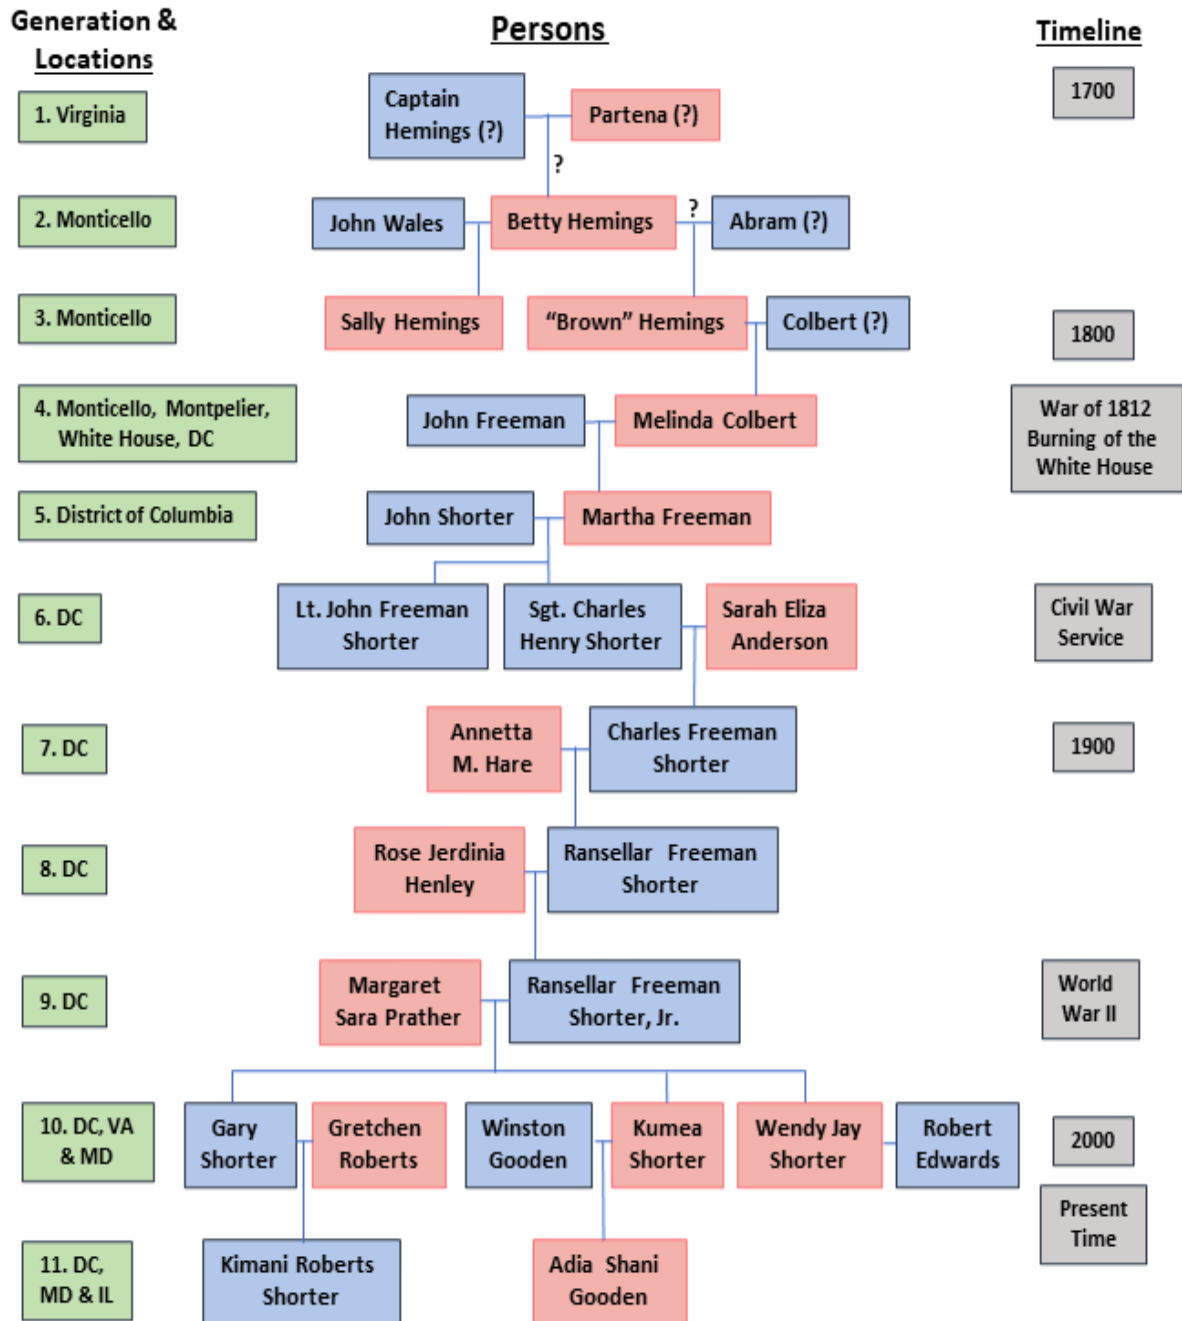 Generation &
Locations
Persons
Timeline
1. Virginia
Captain
Hemings (?)
Partena (?)
1700
?
2. Monticello
John Wales
Betty Hemings
?
Abram (?)
3. Monticello
Sally Hemings
“Brown” Hemings
Colbert (?)
1800
4. Monticello, Montpelier,
White House, DC
John Freeman
Melinda Colbert
War of 1812
Burning of the
White House
5. District of Columbia
John Shorter
Martha Freeman
6. DC
Lt. John Freeman
Shorter
Sgt. Charles
Henry Shorter
Sarah Eliza
Anderson
Civil War
Service
7. DC
Annetta
M. Hare
Charles Freeman
Shorter
1900
8. DC
Rose Jerdinia
Henley
Ransellar Freeman
Shorter
9. DC
Margaret
Sara Prather
Ransellar Freeman
Shorter, Jr.
World
War II
10. DC, VA
& MD
Gary
Shorter
Gretchen
Roberts
Winston
Gooden
Kumea
Shorter
Wendy Jay
Shorter
Robert
Edwards
2000
Present
Time
11. DC,
MD & IL
Kimani Roberts
Shorter
Adia Shani
Gooden